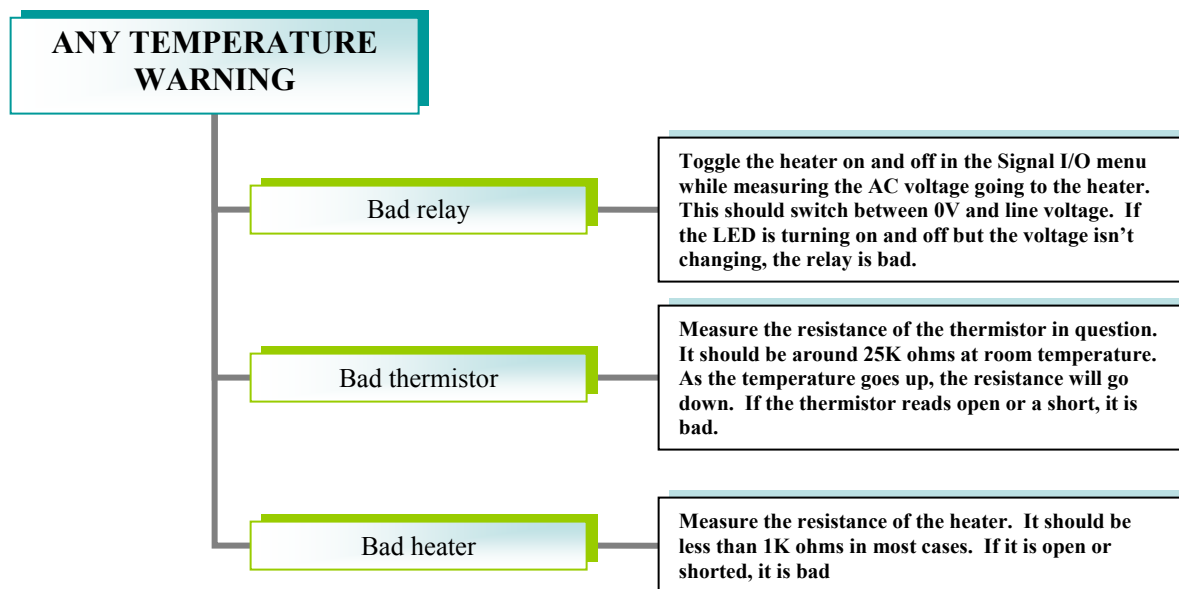 ANY TEMPERATURE
WARNING
Bad relay
Toggle the heater on and off in the Signal I/O menu
while measuring the AC voltage going to the heater.
This should switch between 0V and line voltage.  If
the LED is turning on and off but the voltage isn’t
changing, the relay is bad.
Bad thermistor
Measure the resistance of the thermistor in question.
It should be around 25K ohms at room temperature.
As the temperature goes up, the resistance will go
down.  If the thermistor reads open or a short, it is
bad.
Bad heater
Measure the resistance of the heater.  It should be
less than 1K ohms in most cases.  If it is open or
shorted, it is bad